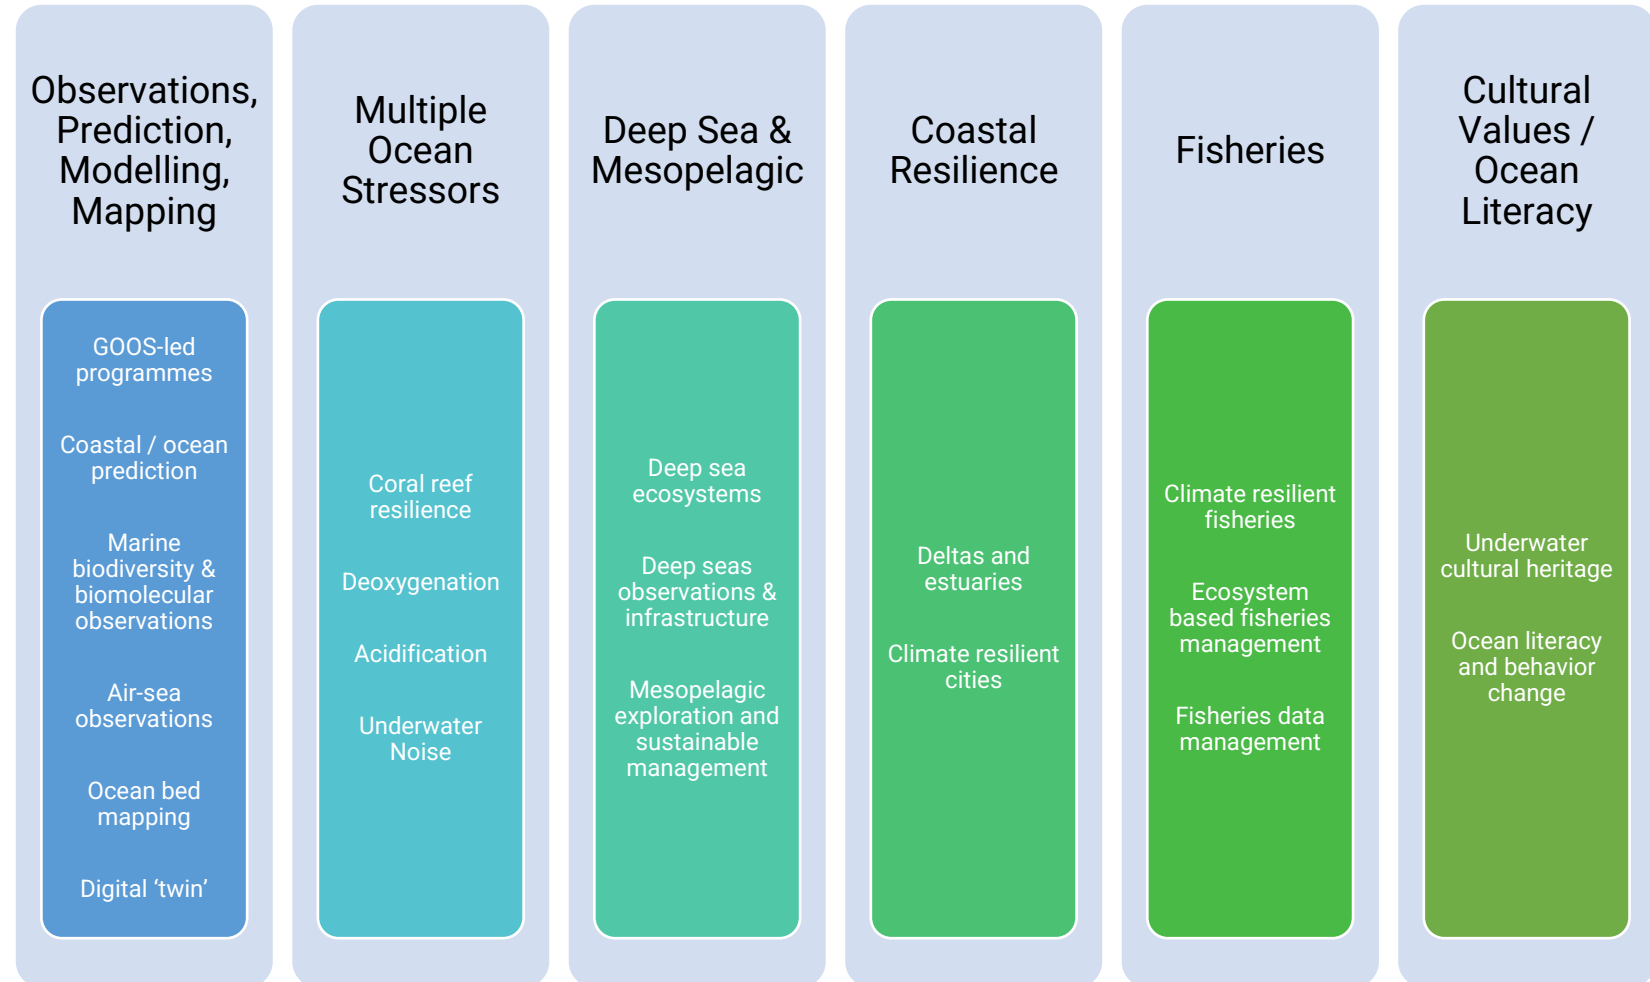 Observations,
Prediction,
Modelling,
Mapping
GOOS-led
programmes
Coastal / ocean
prediction
Marine
biodiversity &
biomolecular
observations
Air-sea
observations
Ocean bed
mapping
Digital ‘twin’
Multiple
Ocean
Stressors
Coral reef
resilience
Deoxygenation
Acidification
Underwater
Noise
Deep Sea &
Mesopelagic
Deep sea
ecosystems
Deep seas
observations &
infrastructure
Mesopelagic
exploration and
sustainable
management
Coastal
Resilience
Deltas and
estuaries
Climate resilient
cities
Fisheries
Climate resilient
fisheries
Ecosystem
based fisheries
management
Fisheries data
management
Cultural
Values /
Ocean
Literacy
Underwater
cultural heritage
Ocean literacy
and behavior
change